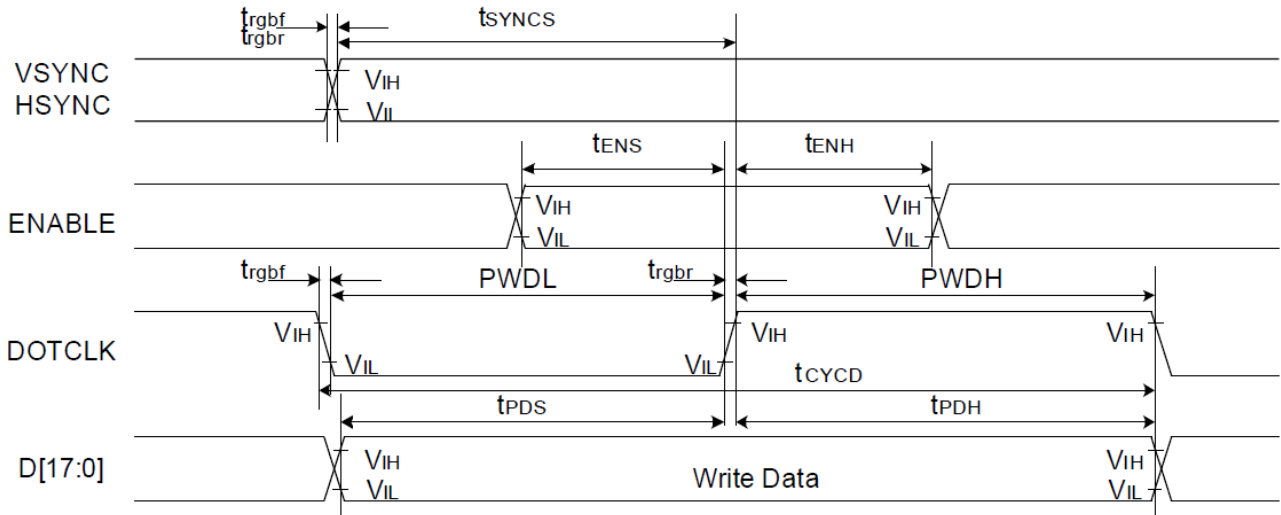 trgbf tSYNCS
trgbr
VSYNC VIH
HSYNC VIL
tENS tENH
ENABLE VIH VIH
VIL VIL
trgbf PWDL trgbr PWDH
DOTCLK VIH VIH VIH
VIL VIL
tCYCD
tPDS tPDH
D[17:0] VIH Write Data VIH
VIL VIL